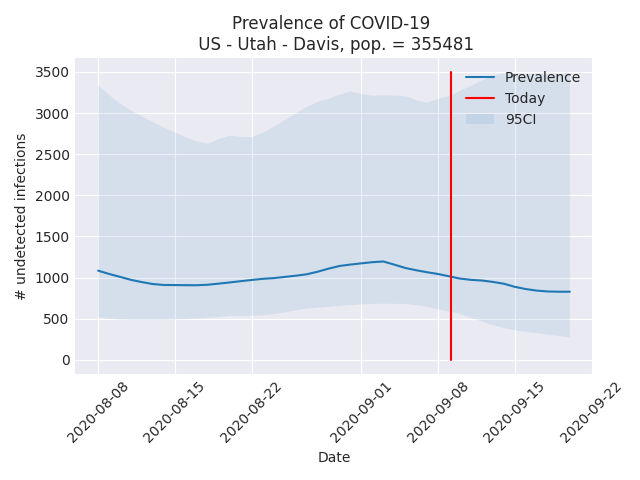 Prevalence of COVID-19
US - Utah - Davis, pop. = 355481
3500
3000
2500
2000
1500
1000
500
0
# undetected infections
Prevalence
Today
95CI
2020-08-08
2020-08-15
2020-08-22
2020-09-01
2020-09-08
2020-09-15
2020-09-22
Date